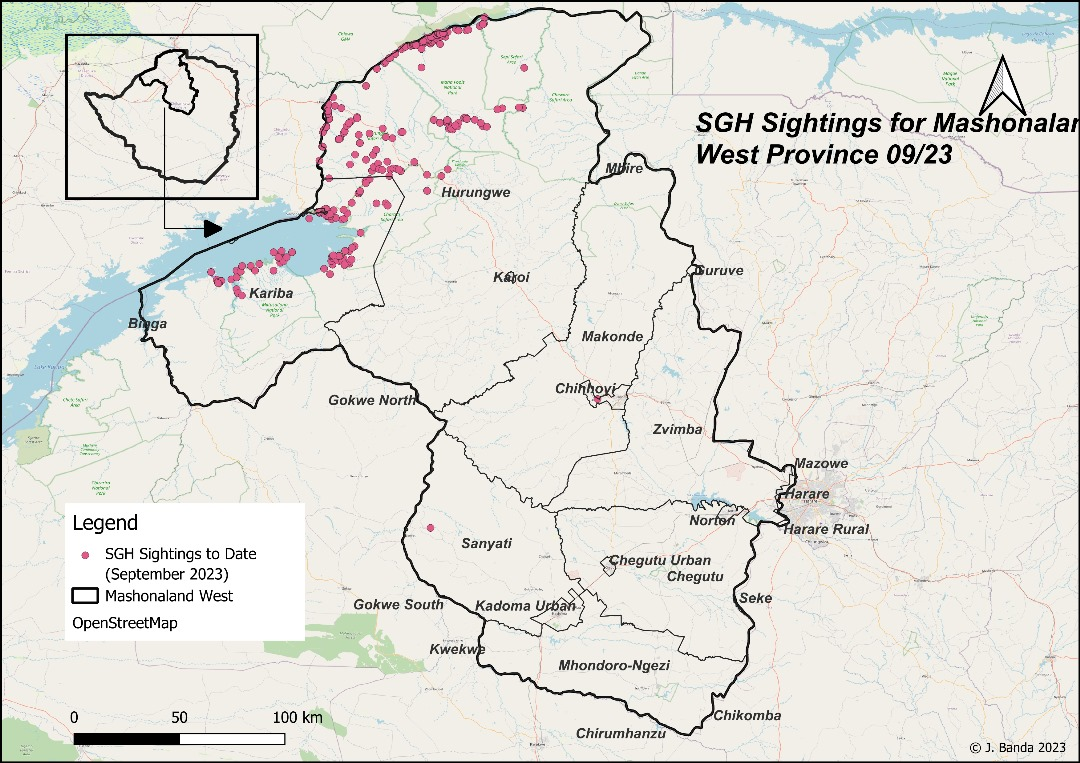 SGH Sightings for Mashonalan
West Province 09/23
Mbire
Hurungwe
Karoi
Guruve
Kariba
Binga
Makonde
Chinhoyi
Gokwe North
Zvimba
Mazowe
Harare
Norton
Harare Rural
Sanyati
Chegutu Urban
Chegutu
Seke
Gokwe South
Kadoma Urban
Kwekwe
Mhondoro-Ngezi
Chikomba
Chirumhanzu
Legend
SGH Sightings to Date
(September 2023)
Mashonaland West
OpenStreetMap
0 50 100 km
© J. Banda 2023